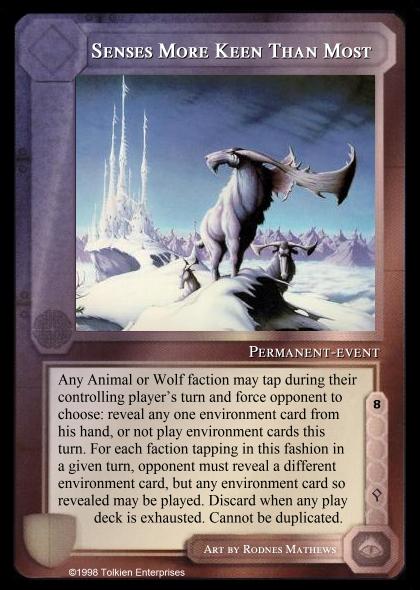 Senses More Keen Than Most
Permanent-event
Any Animal or Wolf faction may tap during their
controlling player's turn and force opponent to
choose: reveal any one environment card from
his hand, or not play environment cards this
turn. For each faction tapping in this fashion in
a given turn, opponent must reveal a different
environment card, but any environment card so
revealed may be played. Discard when any play
deck is exhausted. Cannot be duplicated.
8
Art by Rodnes Mathews
©1998 Tolkien Enterprises